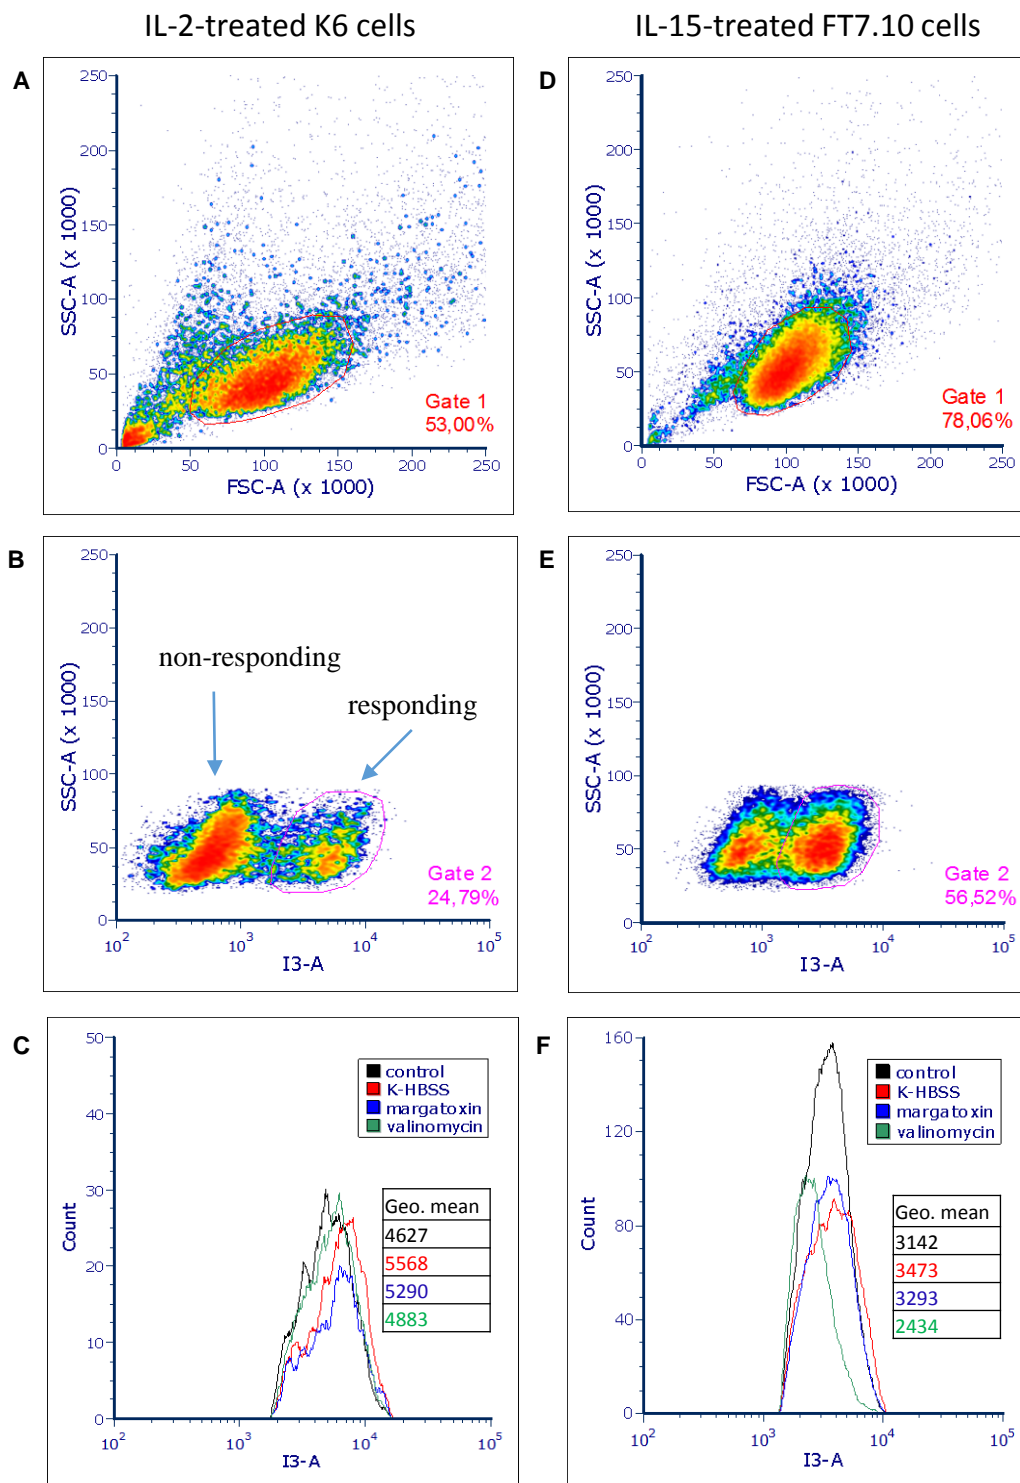 IL-2-treated K6 cells
IL-15-treated FT7.10 cells
A
250
200
150
100
50
0
SSC-A (x 1000)
Gate 1
53,00%
0 50 100 150 200 250
FSC-A (x 1000)
D
250
200
150
100
50
0
SSC-A (x 1000)
Gate 1
78,06%
0 50 100 150 200 250
FSC-A (x 1000)
B
250
200
150
100
50
0
SSC-A (x 1000)
non-responding
responding
Gate 2
24,79%
10² 10³ 10⁴ 10⁵
I3-A
E
250
200
150
100
50
0
SSC-A (x 1000)
Gate 2
56,52%
10² 10³ 10⁴ 10⁵
I3-A
C
50
40
30
20
10
0
Count
control
K-HBSS
margatoxin
valinomycin
Geo. mean
4627
5568
5290
4883
10² 10³ 10⁴ 10⁵
I3-A
F
160
120
80
40
0
Count
control
K-HBSS
margatoxin
valinomycin
Geo. mean
3142
3473
3293
2434
10² 10³ 10⁴ 10⁵
I3-A